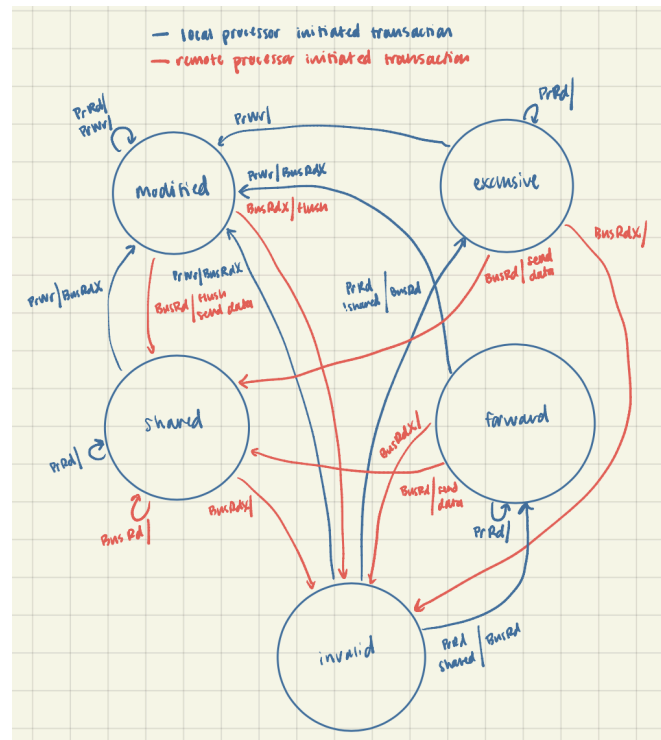 — local processor initiated transaction
— remote processor initiated transaction
PrRd/
PrWr/
PrWr/
PrRd/
modified
exclusive
PrWr/BusRdX
BusRdX/flush
BusRdX/
PrWr/BusRdX
PrWr/BusRdX
BusRd/flush
send data
PrRd
!shared/BusRd
BusRd/send
data
shared
forward
PrRd/
BusRd/
BusRdX/
BusRdX/
BusRd/send
data
PrRd/
invalid
PrRd
shared/BusRd